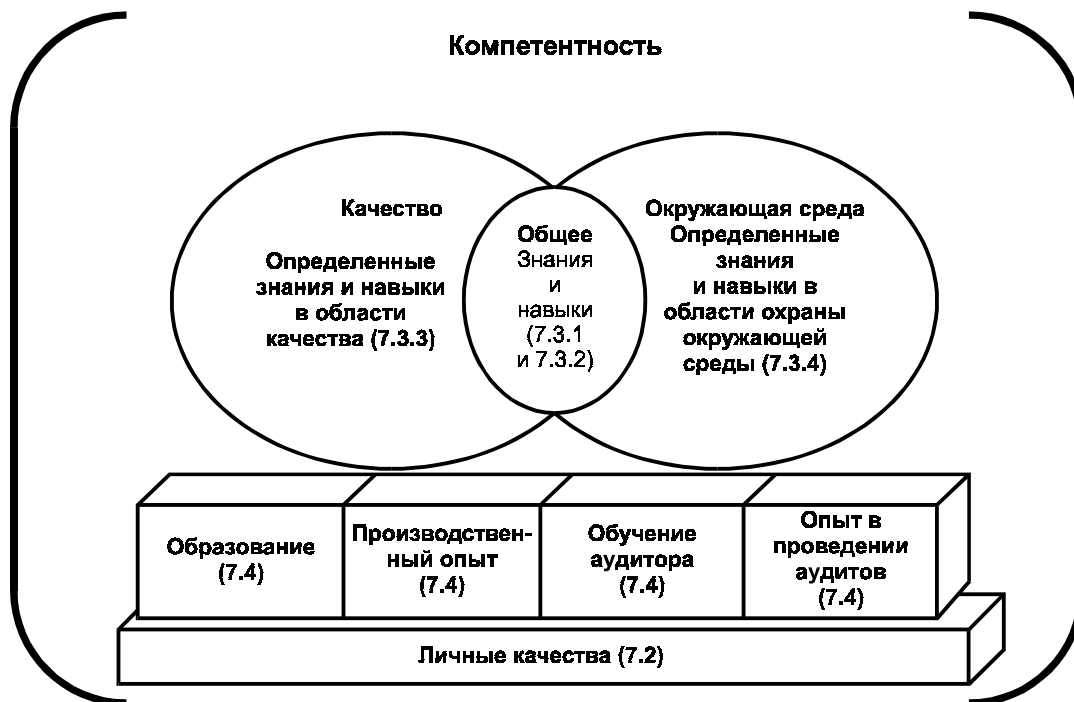 Компетентность
Качество
Определенные
знания и навыки
в области
качества (7.3.3)
Общее
Знания
и
навыки
(7.3.1
и 7.3.2)
Окружающая среда
Определенные
знания
и навыки в
области охраны
окружающей
среды (7.3.4)
Образование
(7.4)
Производствен-
ный опыт
(7.4)
Обучение
аудитора
(7.4)
Опыт в
проведении
аудитов
(7.4)
Личные качества (7.2)